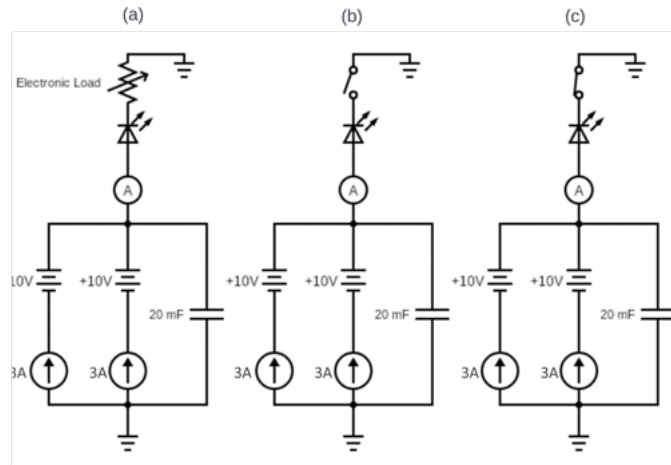 (a) (b) (c)
Electronic Load
A A A
10V +10V +10V +10V +10V +10V
20 mF 20 mF 20 mF
3A 3A 3A 3A 3A 3A